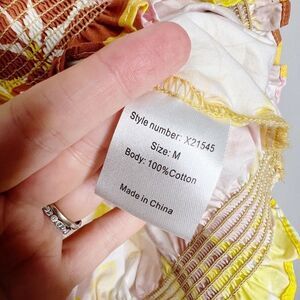 Style number: X21545
Size: M
Body: 100%Cotton
Made in China